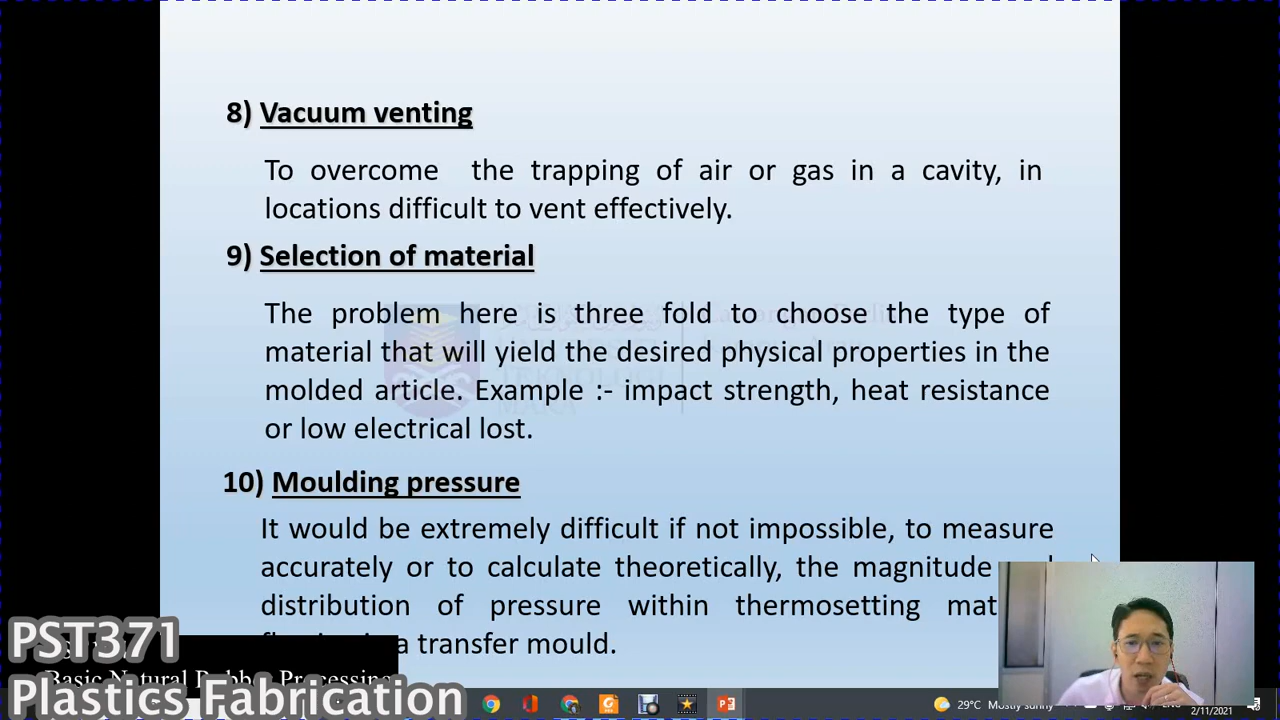 8) Vacuum venting
To overcome the trapping of air or gas in a cavity, in
locations difficult to vent effectively.
9) Selection of material
The problem here is three fold to choose the type of
material that will yield the desired physical properties in the
molded article. Example :- impact strength, heat resistance
or low electrical lost.
10) Moulding pressure
It would be extremely difficult if not impossible, to measure
accurately or to calculate theoretically, the magnitude
distribution of pressure within thermosetting
a transfer mould.
PST371
Basic Natural Rubber Processing
Plastics Fabrication
29°C Mostly sunny
2/11/2021